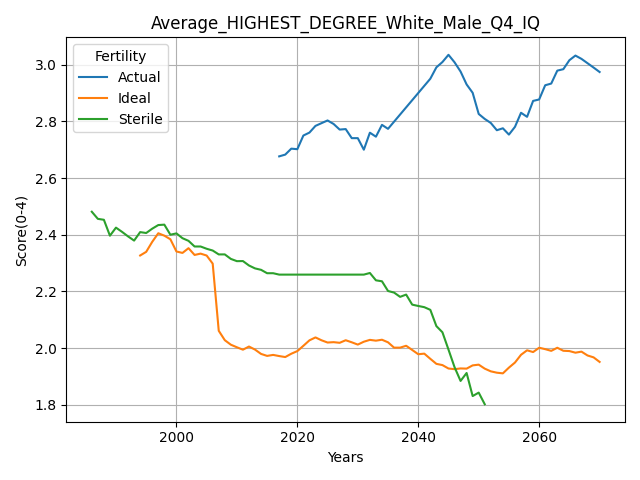 Average_HIGHEST_DEGREE_White_Male_Q4_IQ
Fertility
Actual
Ideal
Sterile
Score(0-4)
3.0
2.8
2.6
2.4
2.2
2.0
1.8
2000
2020
2040
2060
Years